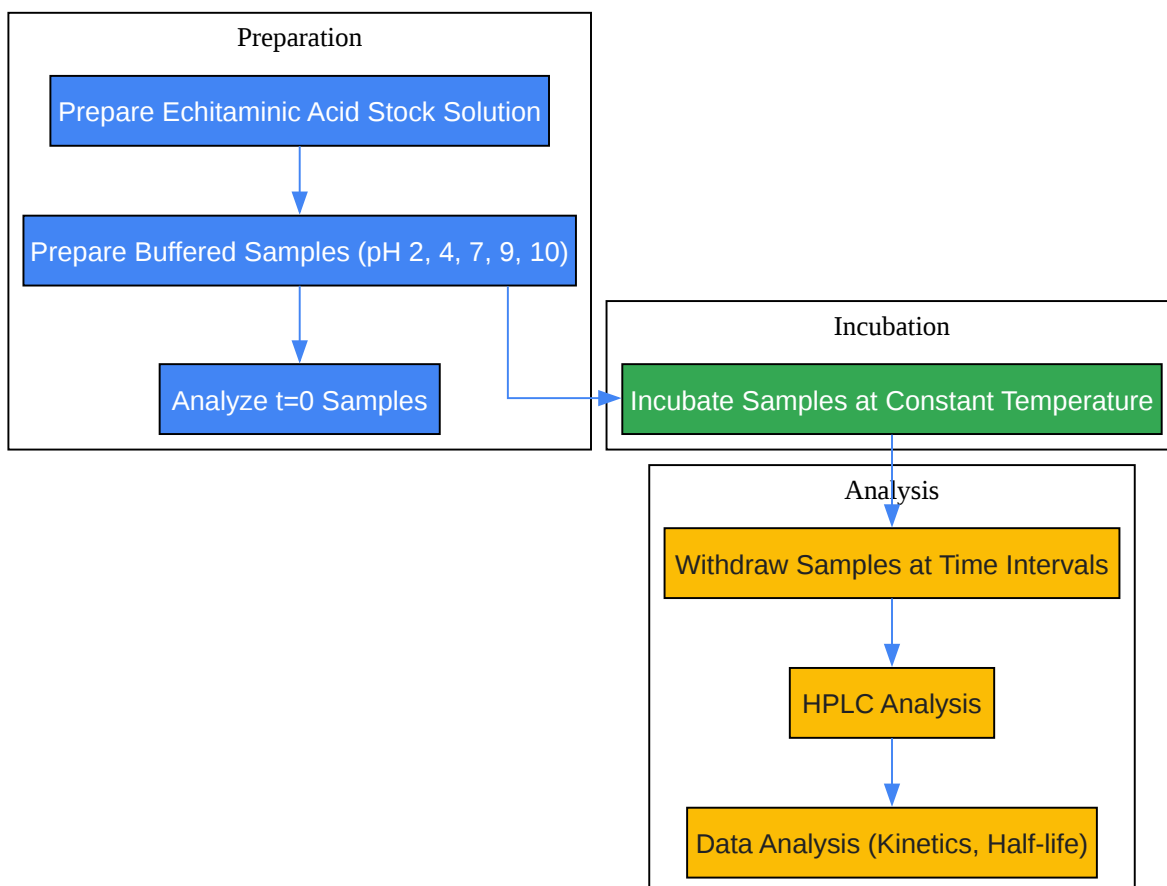 Preparation
Prepare Echitaminic Acid Stock Solution
Prepare Buffered Samples (pH 2, 4, 7, 9, 10)
Analyze t=0 Samples
Incubation
Incubate Samples at Constant Temperature
Analysis
Withdraw Samples at Time Intervals
HPLC Analysis
Data Analysis (Kinetics, Half-life)